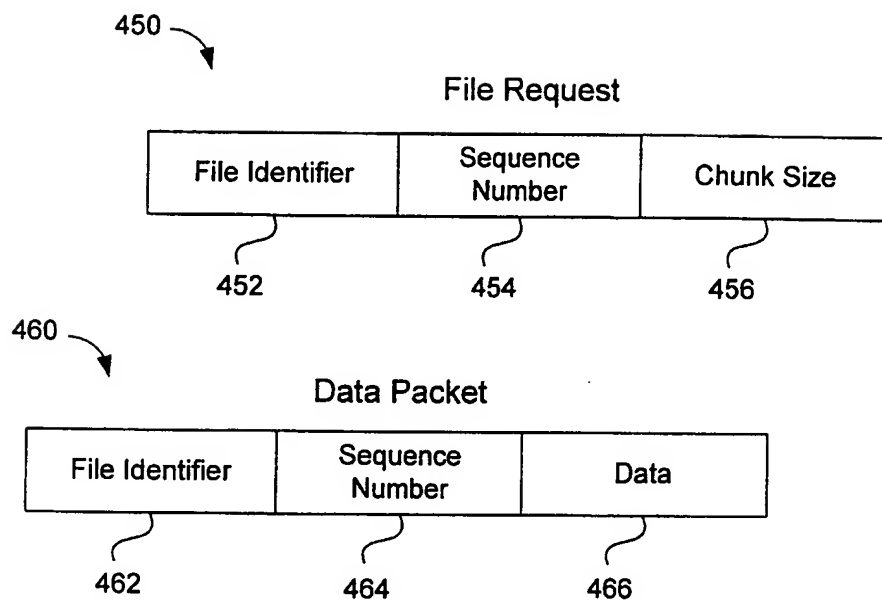 450
File Request
File Identifier
Sequence
Number
Chunk Size
452
454
456
460
Data Packet
File Identifier
Sequence
Number
Data
462
464
466